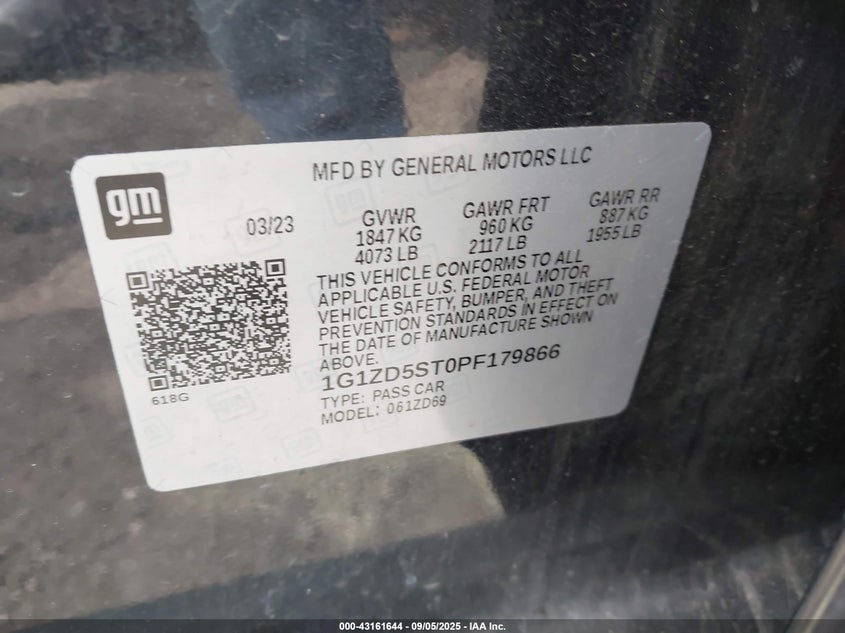 MFD BY GENERAL MOTORS LLC
gm
03/23
GVWR
1847 KG
4073 LB
GAWR FRT
960 KG
2117 LB
GAWR RR
887 KG
1955 LB
THIS VEHICLE CONFORMS TO ALL
APPLICABLE U.S. FEDERAL MOTOR
VEHICLE SAFETY, BUMPER, AND THEFT
PREVENTION STANDARDS IN EFFECT ON
THE DATE OF MANUFACTURE SHOWN
ABOVE.
1G1ZD5ST0PF179866
TYPE: PASS CAR
MODEL: 061ZD69
618G
000-43161644 - 09/05/2025 - IAA Inc.